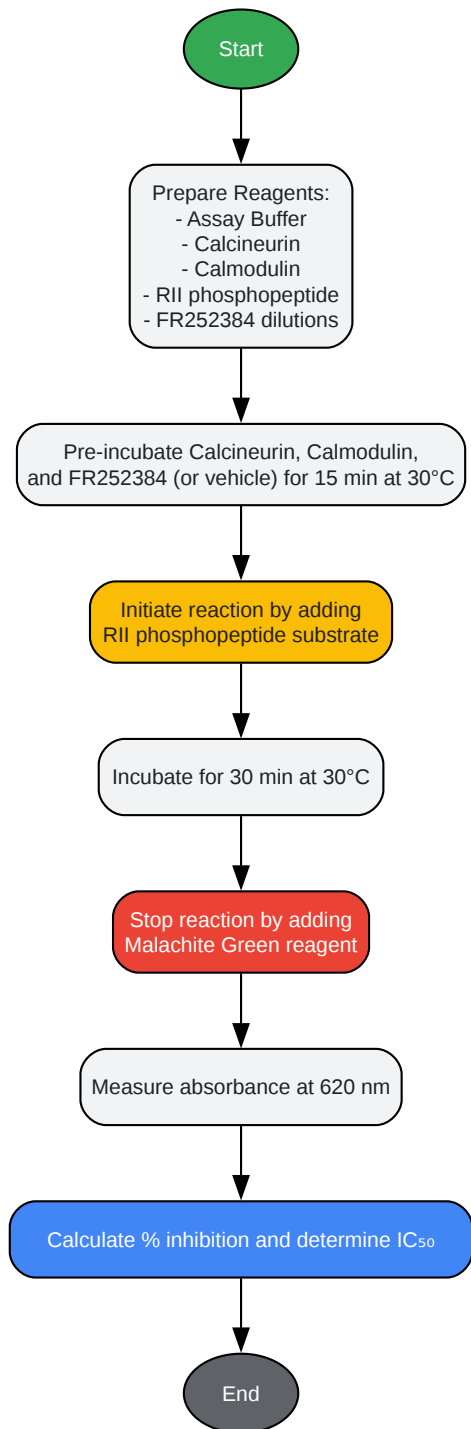 Start
Prepare Reagents:
- Assay Buffer
- Calcineurin
- Calmodulin
- RII phosphopeptide
- FR252384 dilutions
Pre-incubate Calcineurin, Calmodulin,
and FR252384 (or vehicle) for 15 min at 30°C
Initiate reaction by adding
RII phosphopeptide substrate
Incubate for 30 min at 30°C
Stop reaction by adding
Malachite Green reagent
Measure absorbance at 620 nm
Calculate % inhibition and determine IC₅₀
End